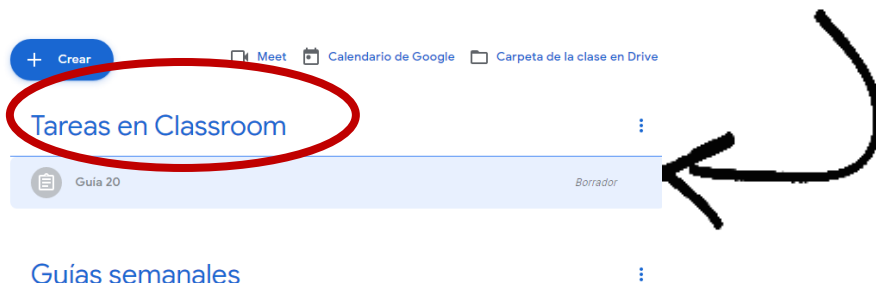 + Crear Meet Calendario de Google Carpeta de la clase en Drive
Tareas en Classroom
Guía 20 Borrador
Guías semanales